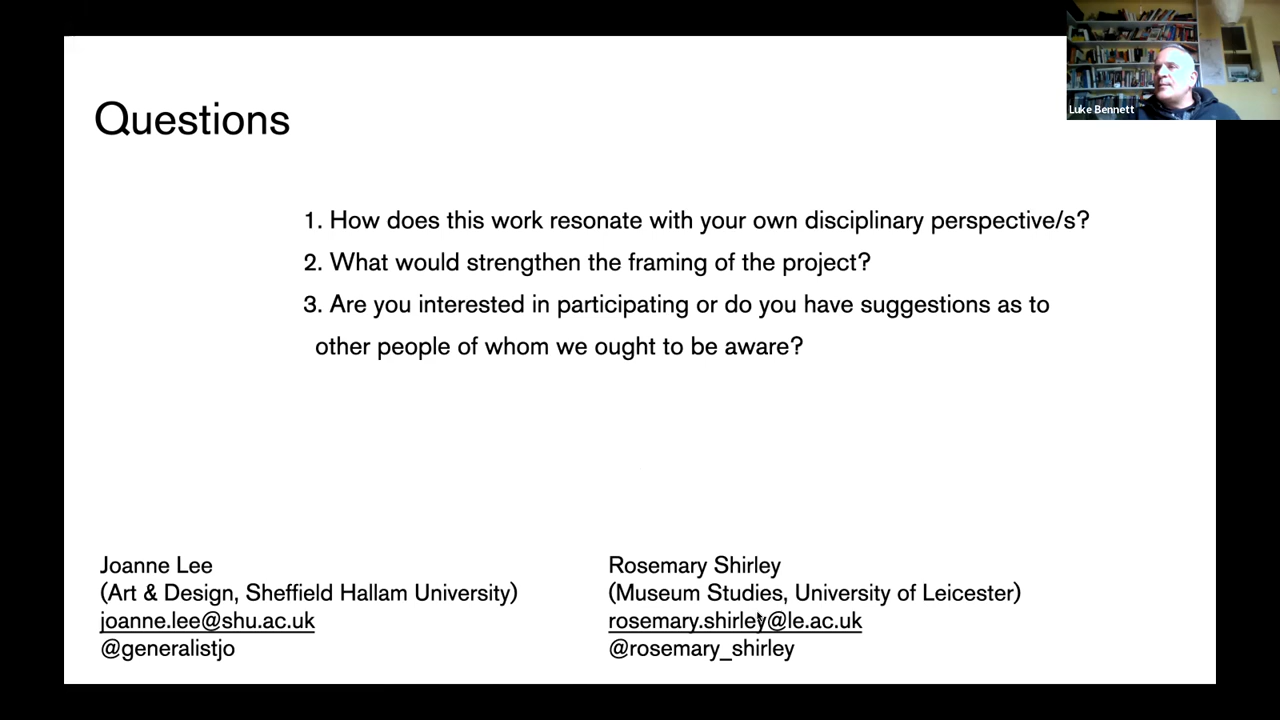 Luke Bennett
Questions
1. How does this work resonate with your own disciplinary perspective/s?
2. What would strengthen the framing of the project?
3. Are you interested in participating or do you have suggestions as to
other people of whom we ought to be aware?
Joanne Lee
(Art & Design, Sheffield Hallam University)
joanne.lee@shu.ac.uk
@generalistjo
Rosemary Shirley
(Museum Studies, University of Leicester)
rosemary.shirley@le.ac.uk
@rosemary_shirley